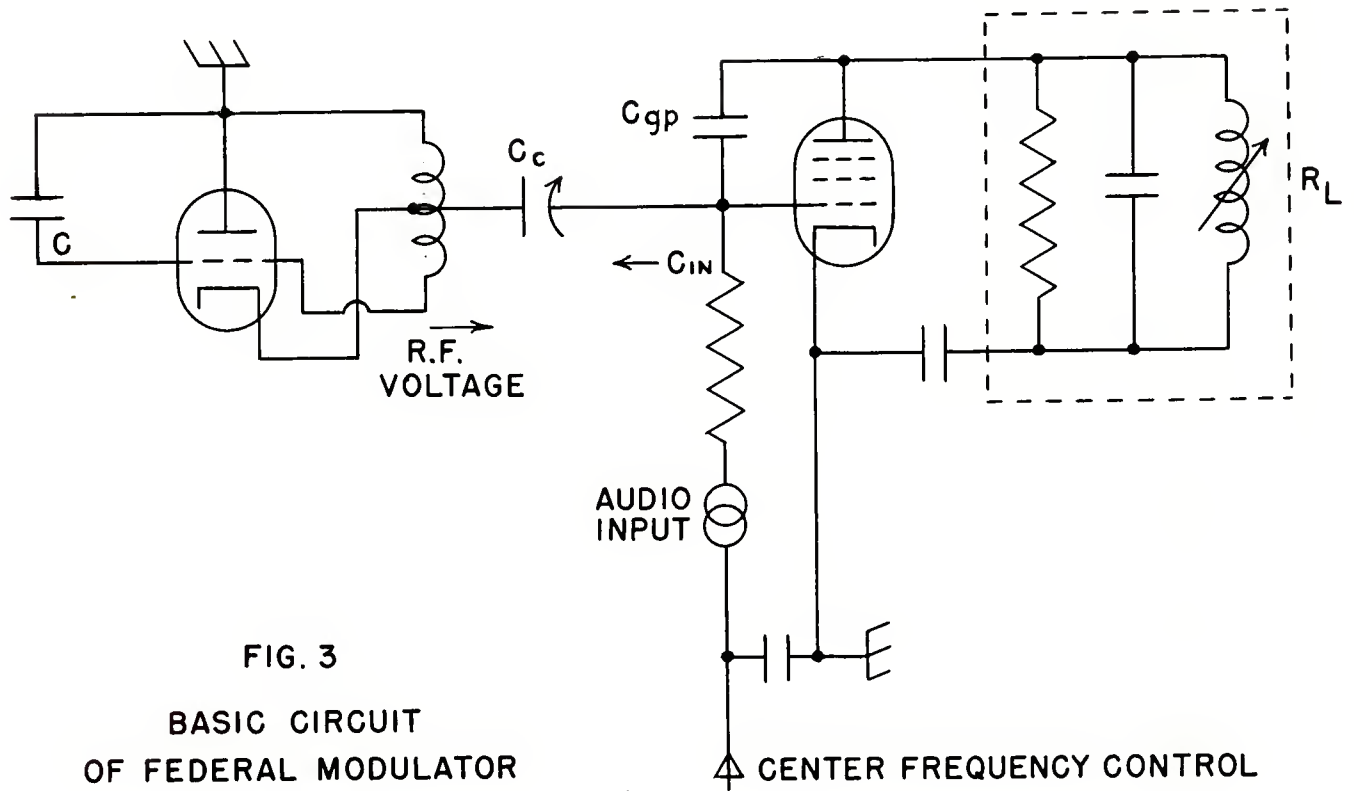 Cgp
Cc
RL
C
← CIN
R.F.
VOLTAGE
AUDIO
INPUT
FIG. 3
BASIC CIRCUIT
OF FEDERAL MODULATOR
CENTER FREQUENCY CONTROL